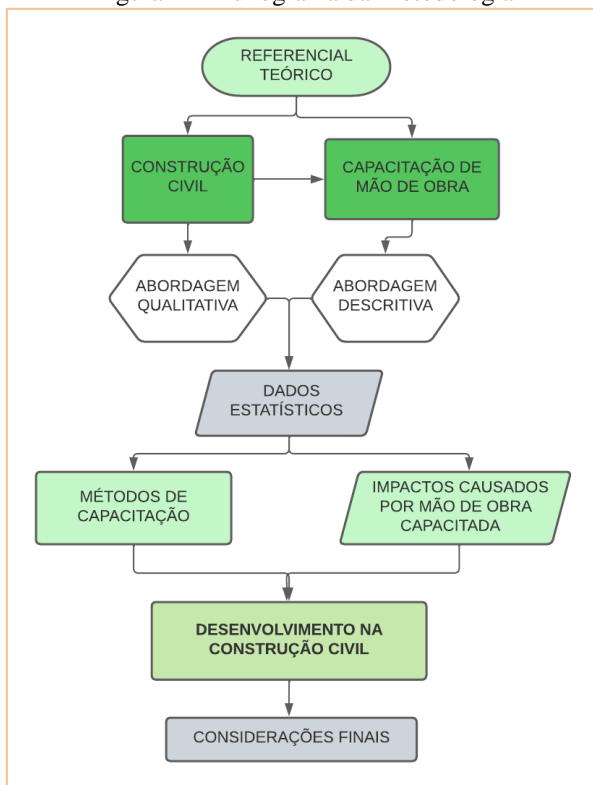 REFERENCIAL
TEÓRICO
CONSTRUÇÃO
CIVIL
CAPACITAÇÃO DE
MÃO DE OBRA
ABORDAGEM
QUALITATIVA
ABORDAGEM
DESCRITIVA
DADOS
ESTATÍSTICOS
MÉTODOS DE
CAPACITAÇÃO
IMPACTOS CAUSADOS
POR MÃO DE OBRA
CAPACITADA
DESENVOLVIMENTO NA
CONSTRUÇÃO CIVIL
CONSIDERAÇÕES FINAIS